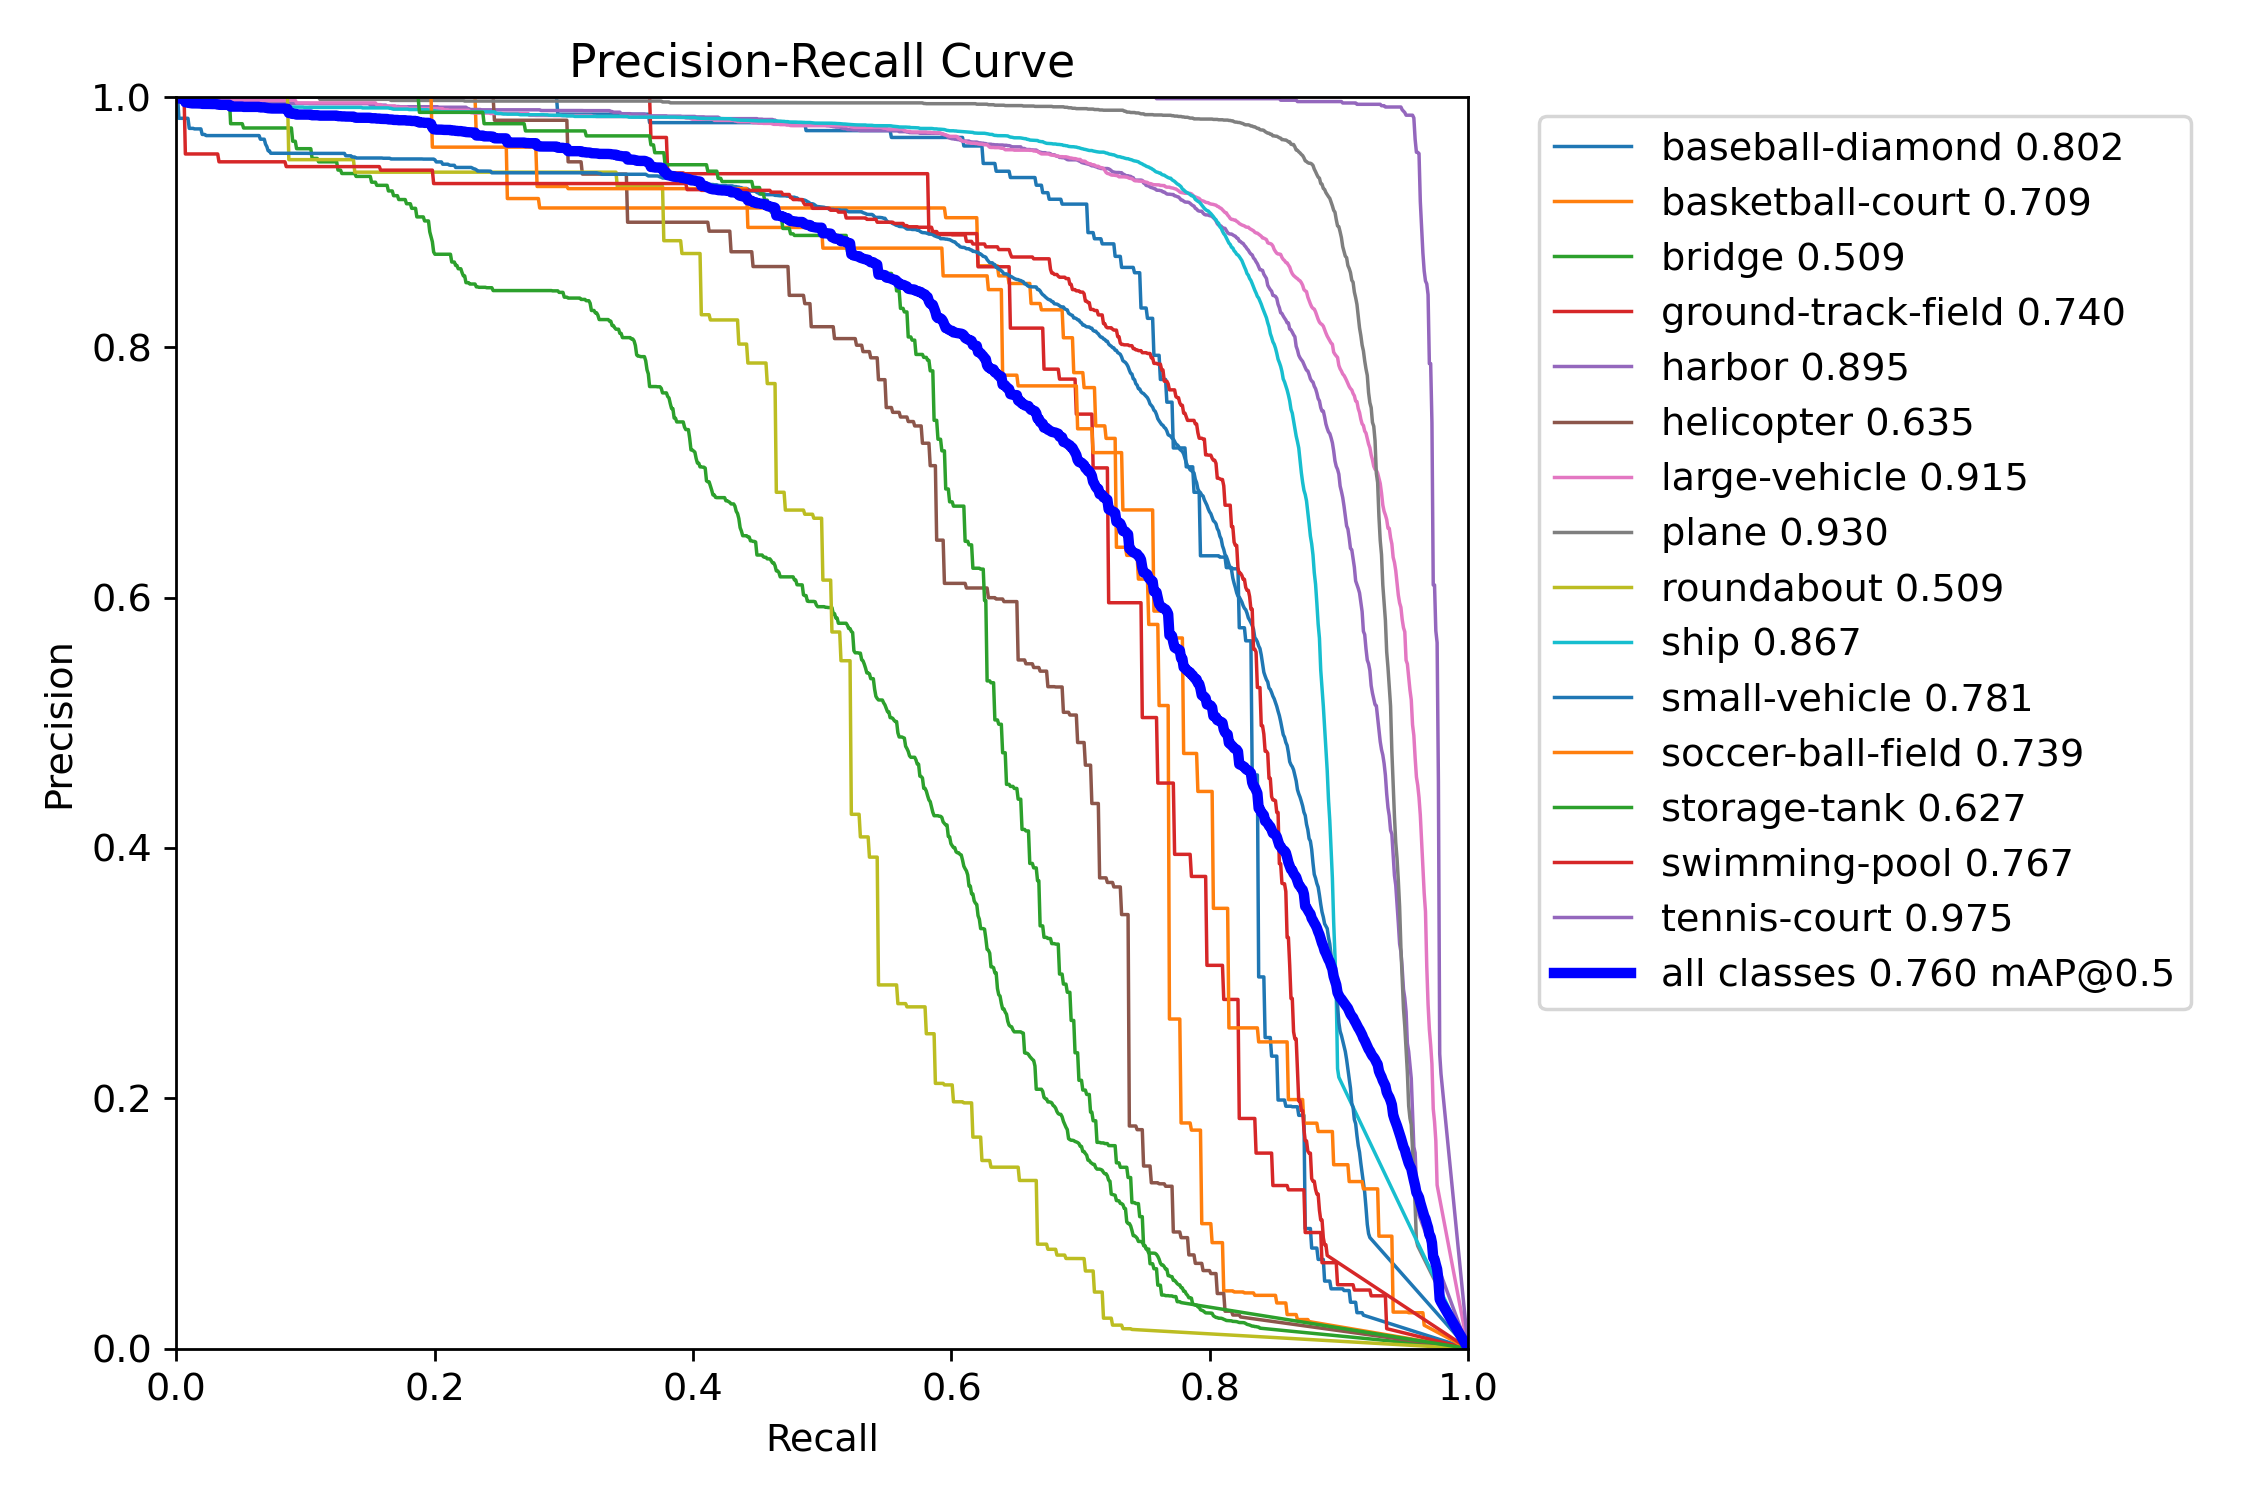 Precision-Recall Curve
1.0
0.8
0.6
0.4
0.2
0.0
Precision
0.0 0.2 0.4 0.6 0.8 1.0
Recall
baseball-diamond 0.802
basketball-court 0.709
bridge 0.509
ground-track-field 0.740
harbor 0.895
helicopter 0.635
large-vehicle 0.915
plane 0.930
roundabout 0.509
ship 0.867
small-vehicle 0.781
soccer-ball-field 0.739
storage-tank 0.627
swimming-pool 0.767
tennis-court 0.975
all classes 0.760 mAP@0.5